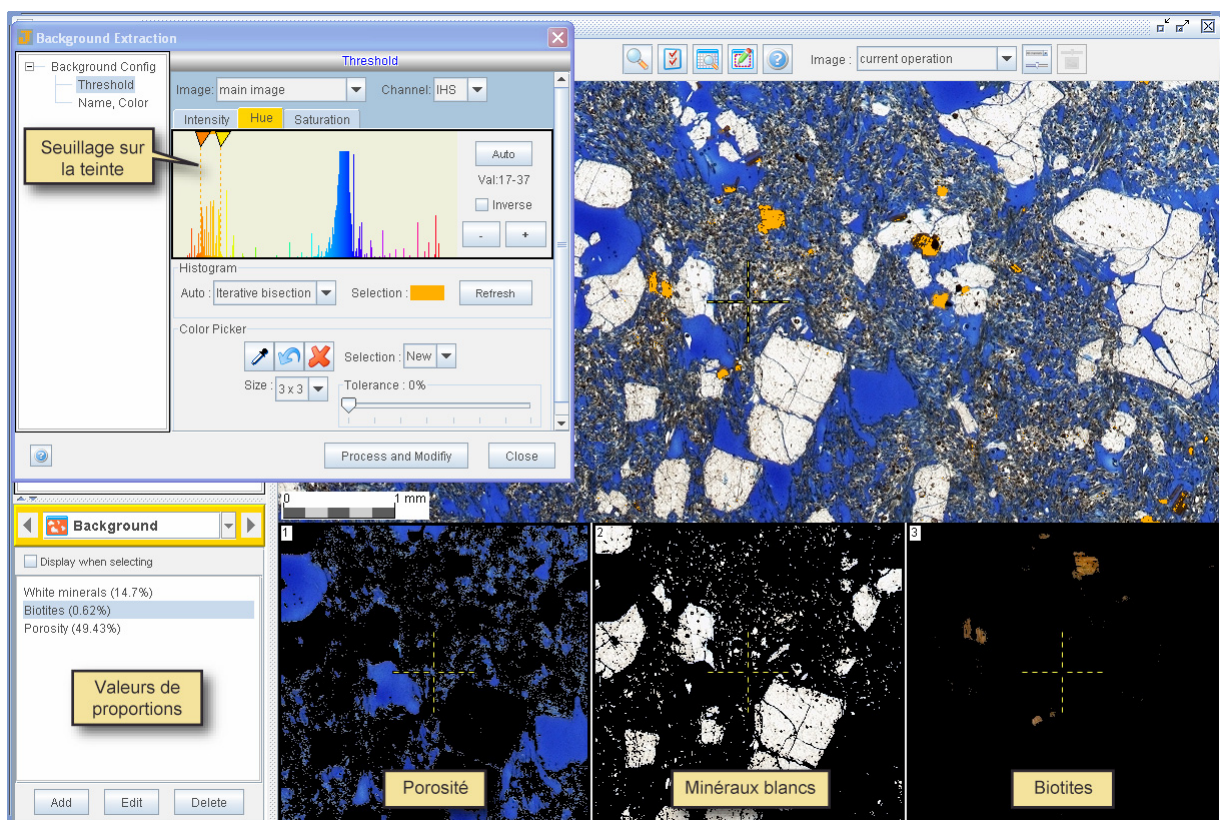 Background Extraction
Background Config
Threshold
Name, Color
Threshold
Image: main image Channel: IHS
Intensity Hue Saturation
Auto
Val:17-37
Inverse
- +
Histogram
Auto : Iterative bisection Selection : Refresh
Color Picker
Selection : New
Size : 3 x 3 Tolerance : 0%
Process and Modifiy Close
Seuillage sur
la teinte
Image : current operation
0 1 mm
Background
Display when selecting
White minerals (14.7%)
Biotites (0.62%)
Porosity (49.43%)
Valeurs de
proportions
Add Edit Delete
1
Porosité
2
Minéraux blancs
3
Biotites